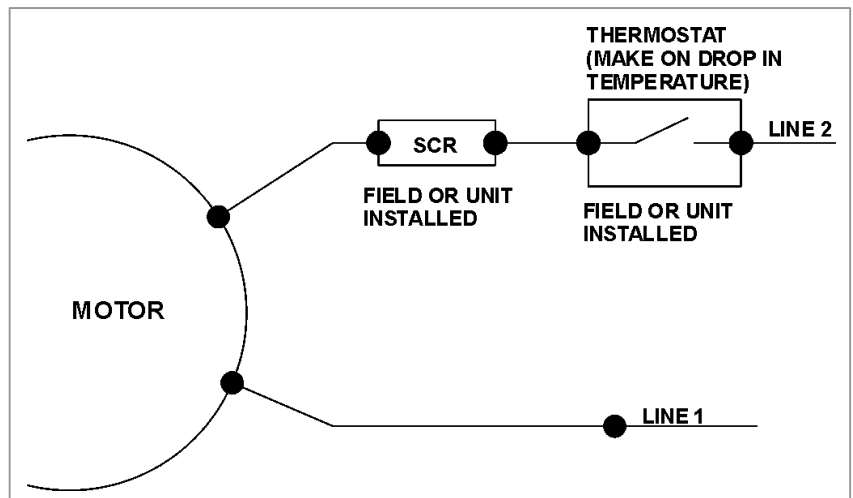 THERMOSTAT
(MAKE ON DROP IN
TEMPERATURE)
LINE 2
SCR
FIELD OR UNIT
INSTALLED
FIELD OR UNIT
INSTALLED
MOTOR
LINE 1